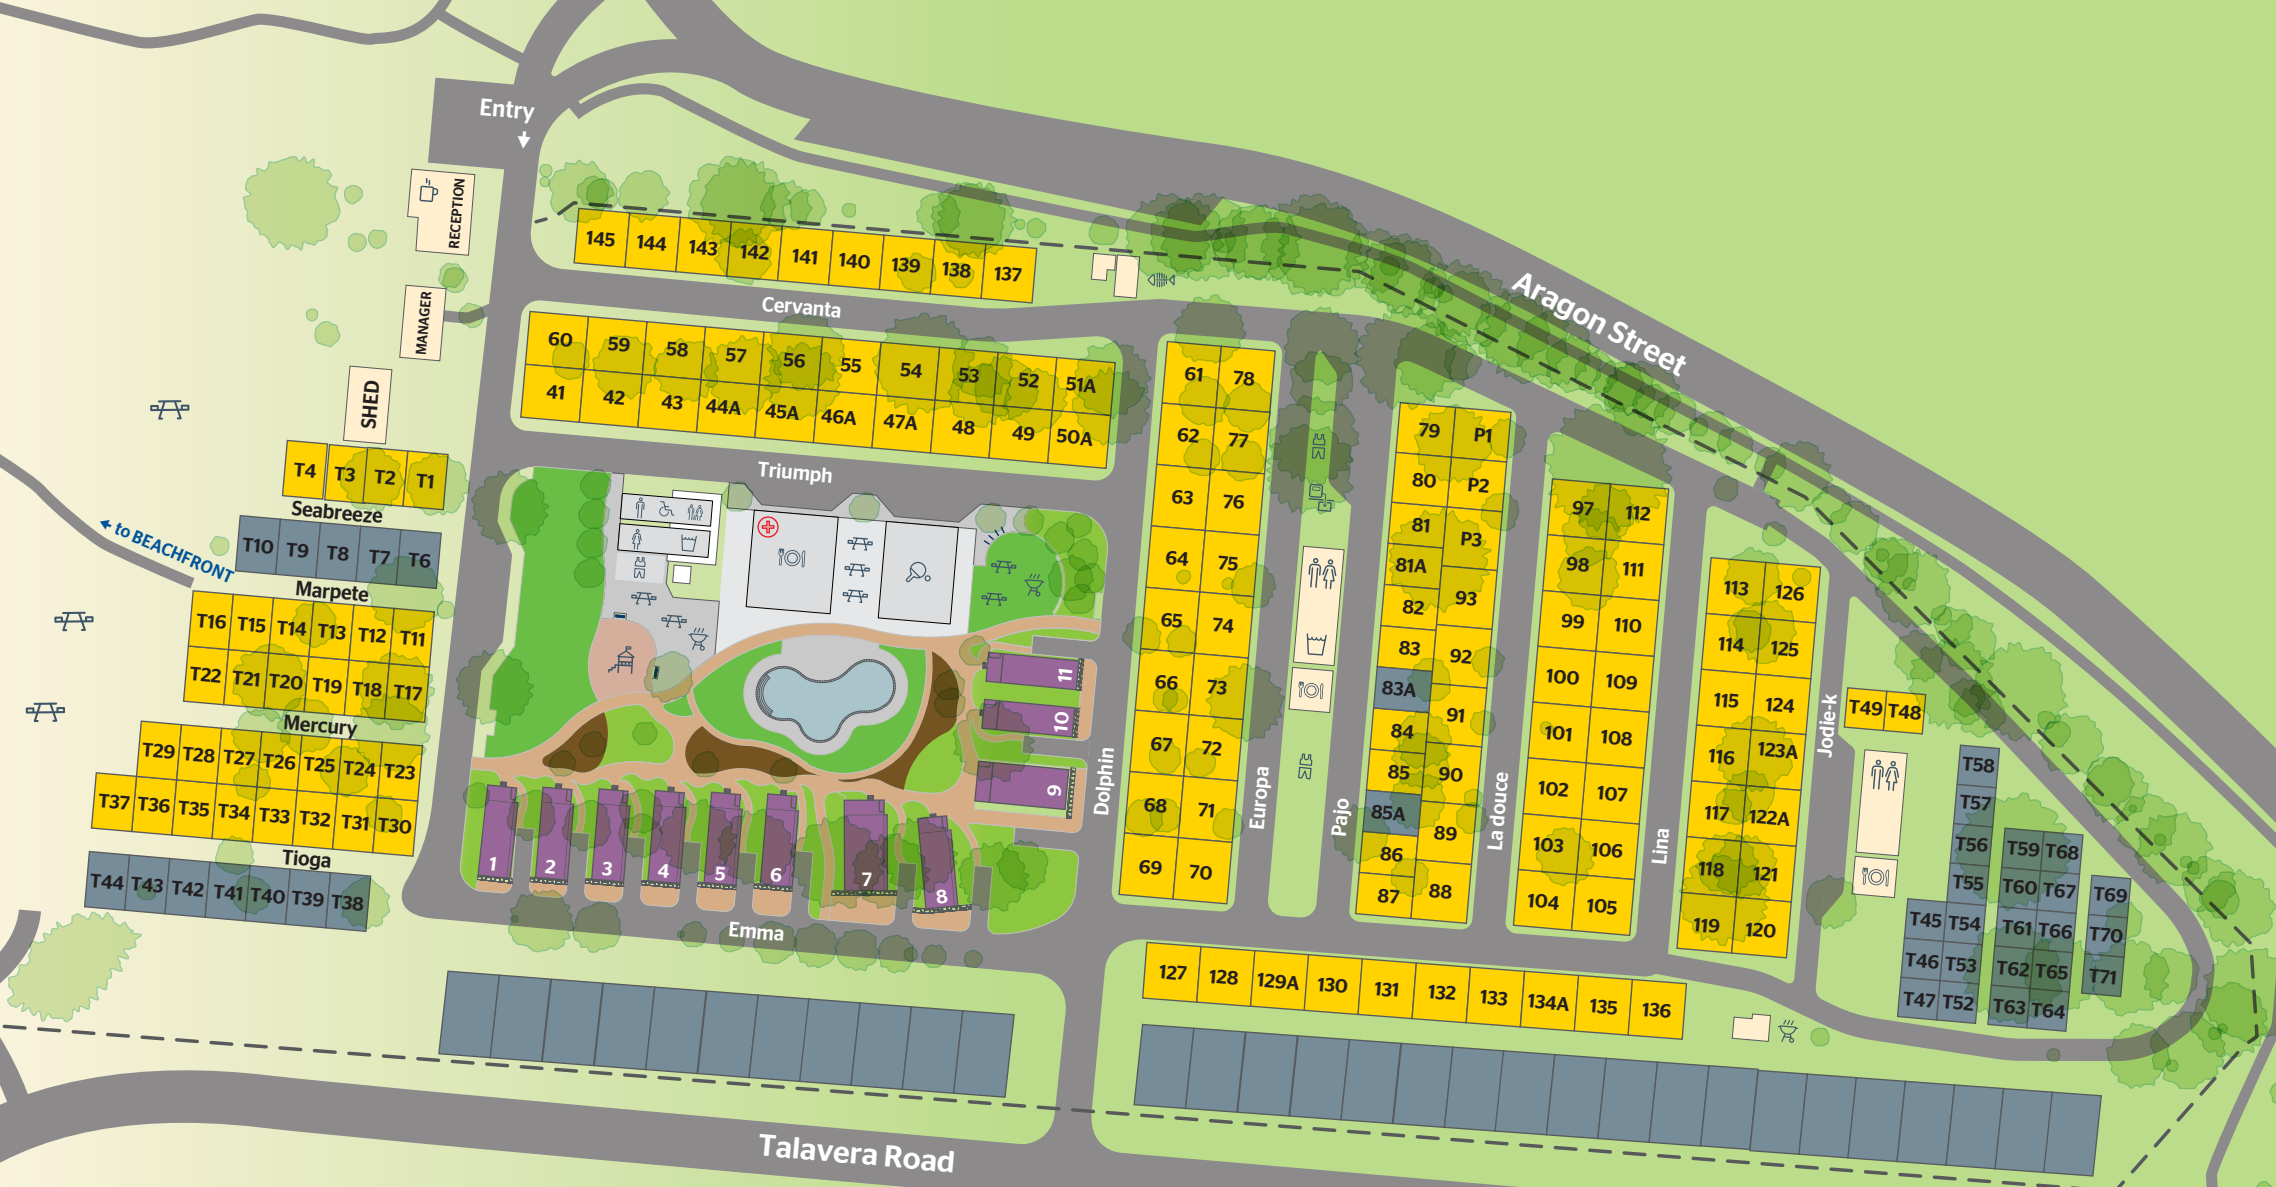 Entry
RECEPTION
MANAGER
SHED
Aragon Street
145 144 143 142 141 140 139 138 137
Cervanta
60 59 58 57 56 55 54 53 52 51A
41 42 43 44A 45A 46A 47A 48 49 50A
Triumph
T4 T3 T2 T1
Seabreeze
T10 T9 T8 T7 T6
to BEACHFRONT
Marpete
T16 T15 T14 T13 T12 T11
T22 T21 T20 T19 T18 T17
Mercury
T29 T28 T27 T26 T25 T24 T23
T37 T36 T35 T34 T33 T32 T31 T30
Tioga
T44 T43 T42 T41 T40 T39 T38
11
10
9
1 2 3 4 5 6 7 8
Emma
Dolphin
61 78
62 77
63 76
64 75
65 74
66 73
67 72
68 71
69 70
Europa
Pajo
79 P1
80 P2
81 P3
81A
82 93
83 92
83A
84 91
85 90
85A
86 89
87 88
La douce
97 112
98 111
99 110
100 109
101 108
102 107
103 106
104 105
Lina
113 126
114 125
115 124
116 123A
117 122A
118 121
119 120
Jodie-k
T49 T48
T58
T57
T56 T59 T68
T55 T60 T67 T69
T45 T54 T61 T66 T70
T46 T53 T62 T65 T71
T47 T52 T63 T64
127 128 129A 130 131 132 133 134A 135 136
Talavera Road